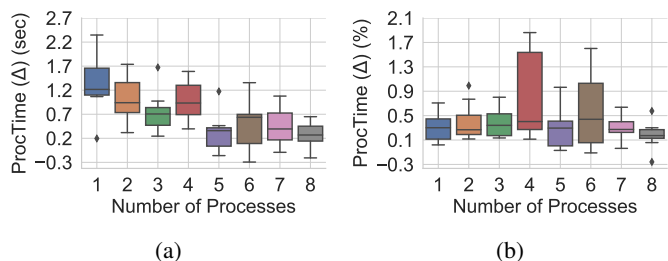 ProcTime (Δ) (sec)
2.7
2.2
1.7
1.2
0.7
0.2
−0.3
1 2 3 4 5 6 7 8
Number of Processes
(a)
ProcTime (Δ) (%)
2.1
1.7
1.3
0.9
0.5
0.1
−0.3
1 2 3 4 5 6 7 8
Number of Processes
(b)